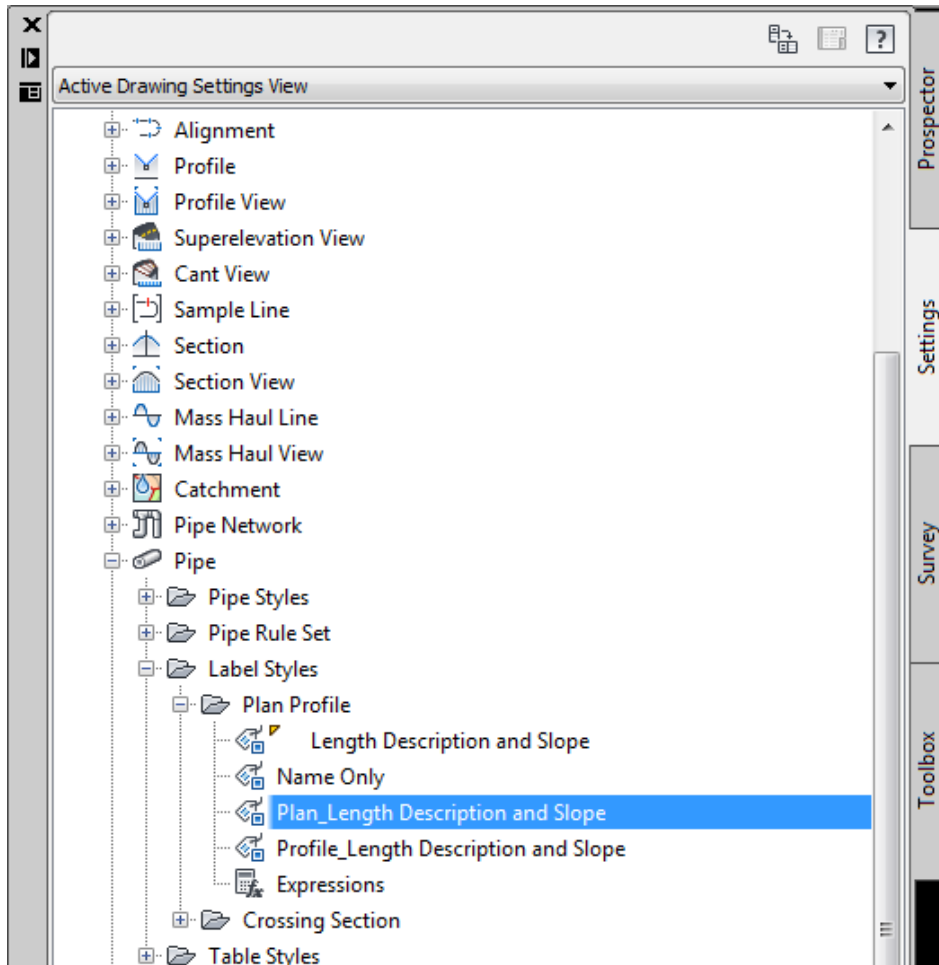 ?
Active Drawing Settings View
Alignment
Profile
Profile View
Superelevation View
Cant View
Sample Line
Section
Section View
Mass Haul Line
Mass Haul View
Catchment
Pipe Network
Pipe
Pipe Styles
Pipe Rule Set
Label Styles
Plan Profile
Length Description and Slope
Name Only
Plan_Length Description and Slope
Profile_Length Description and Slope
Expressions
Crossing Section
Table Styles
Prospector
Settings
Survey
Toolbox